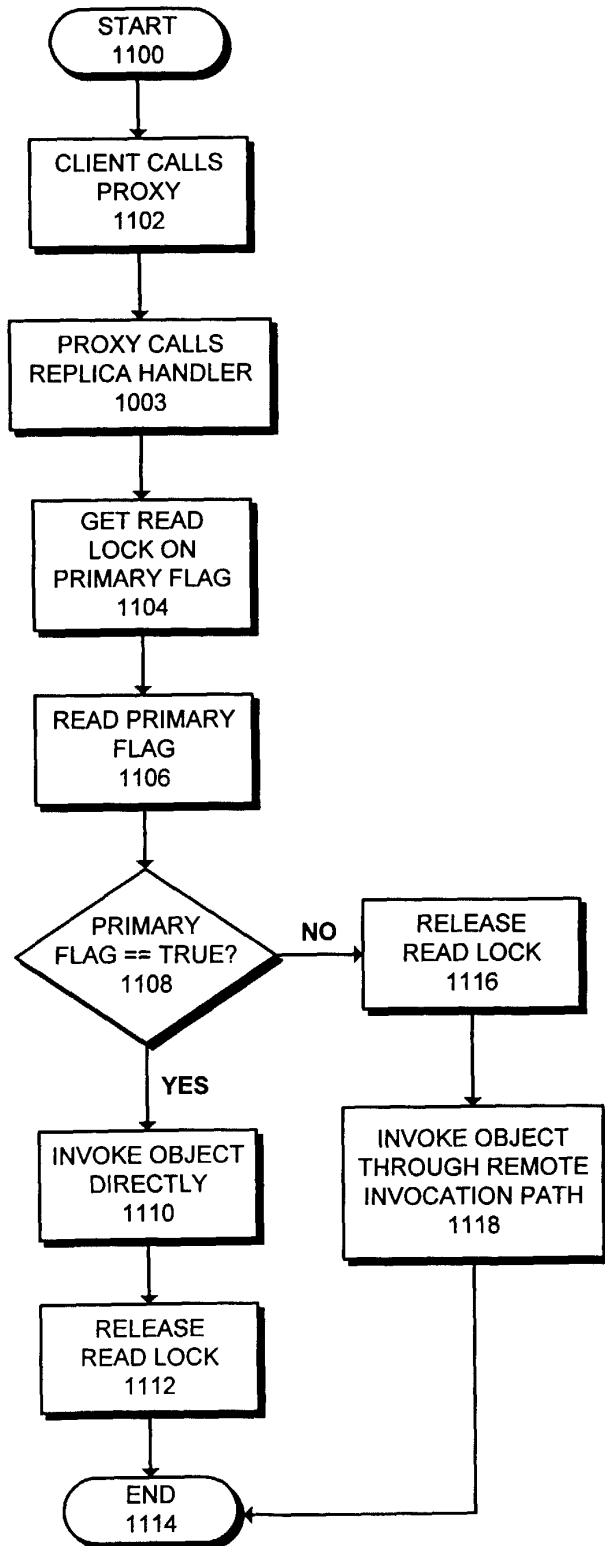 START
1100
CLIENT CALLS
PROXY
1102
PROXY CALLS
REPLICA HANDLER
1003
GET READ
LOCK ON
PRIMARY FLAG
1104
READ PRIMARY
FLAG
1106
PRIMARY
FLAG == TRUE?
1108
NO
RELEASE
READ LOCK
1116
YES
INVOKE OBJECT
DIRECTLY
1110
INVOKE OBJECT
THROUGH REMOTE
INVOCATION PATH
1118
RELEASE
READ LOCK
1112
END
1114